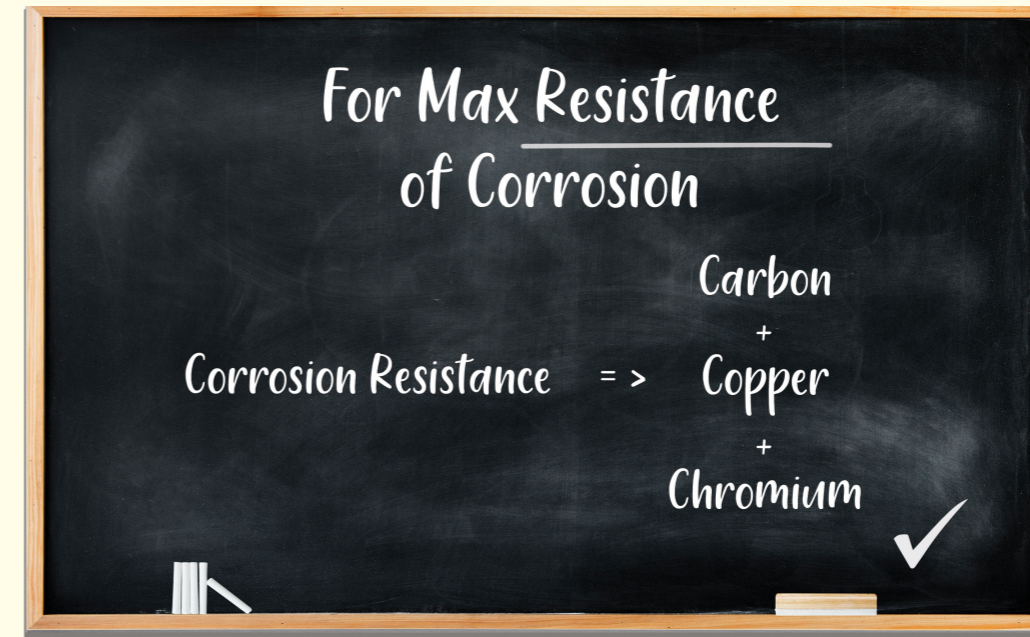 For Max Resistance
of Corrosion
Carbon
+
Corrosion Resistance => Copper
+
Chromium